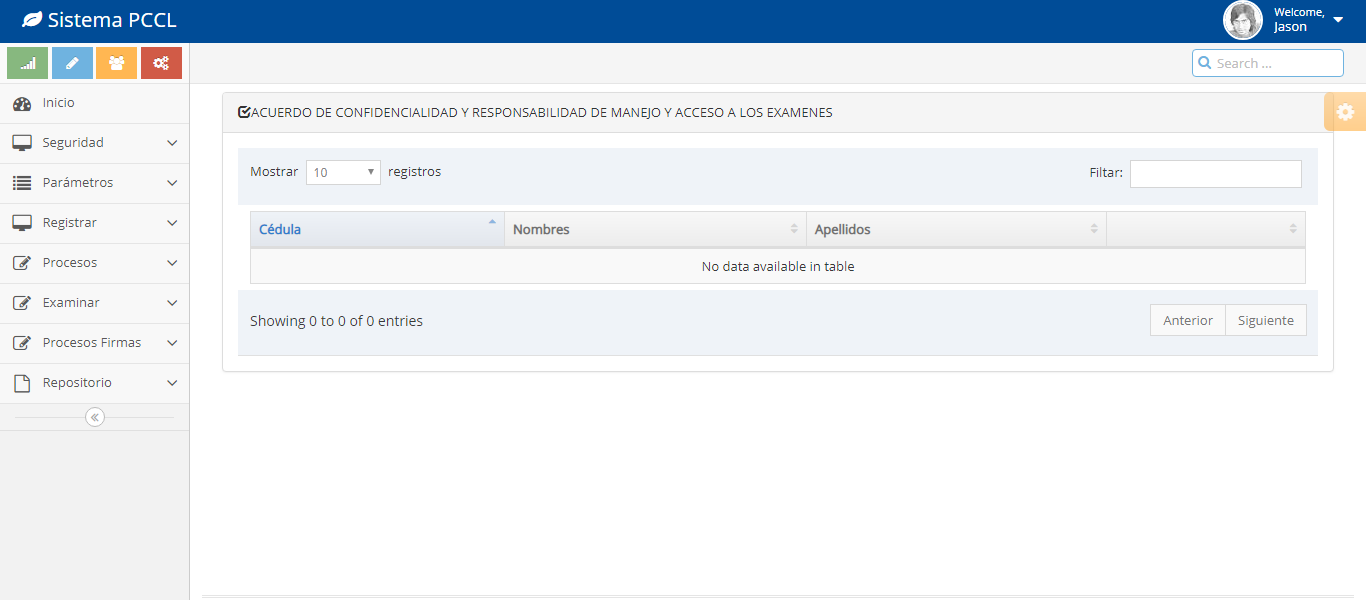 Sistema PCCL
Welcome,
Jason
Search ...
Inicio
Seguridad
Parámetros
Registrar
Procesos
Examinar
Procesos Firmas
Repositorio
ACUERDO DE CONFIDENCIALIDAD Y RESPONSABILIDAD DE MANEJO Y ACCESO A LOS EXAMENES
Mostrar 10 registros Filtar:
Cédula Nombres Apellidos
No data available in table
Showing 0 to 0 of 0 entries Anterior Siguiente